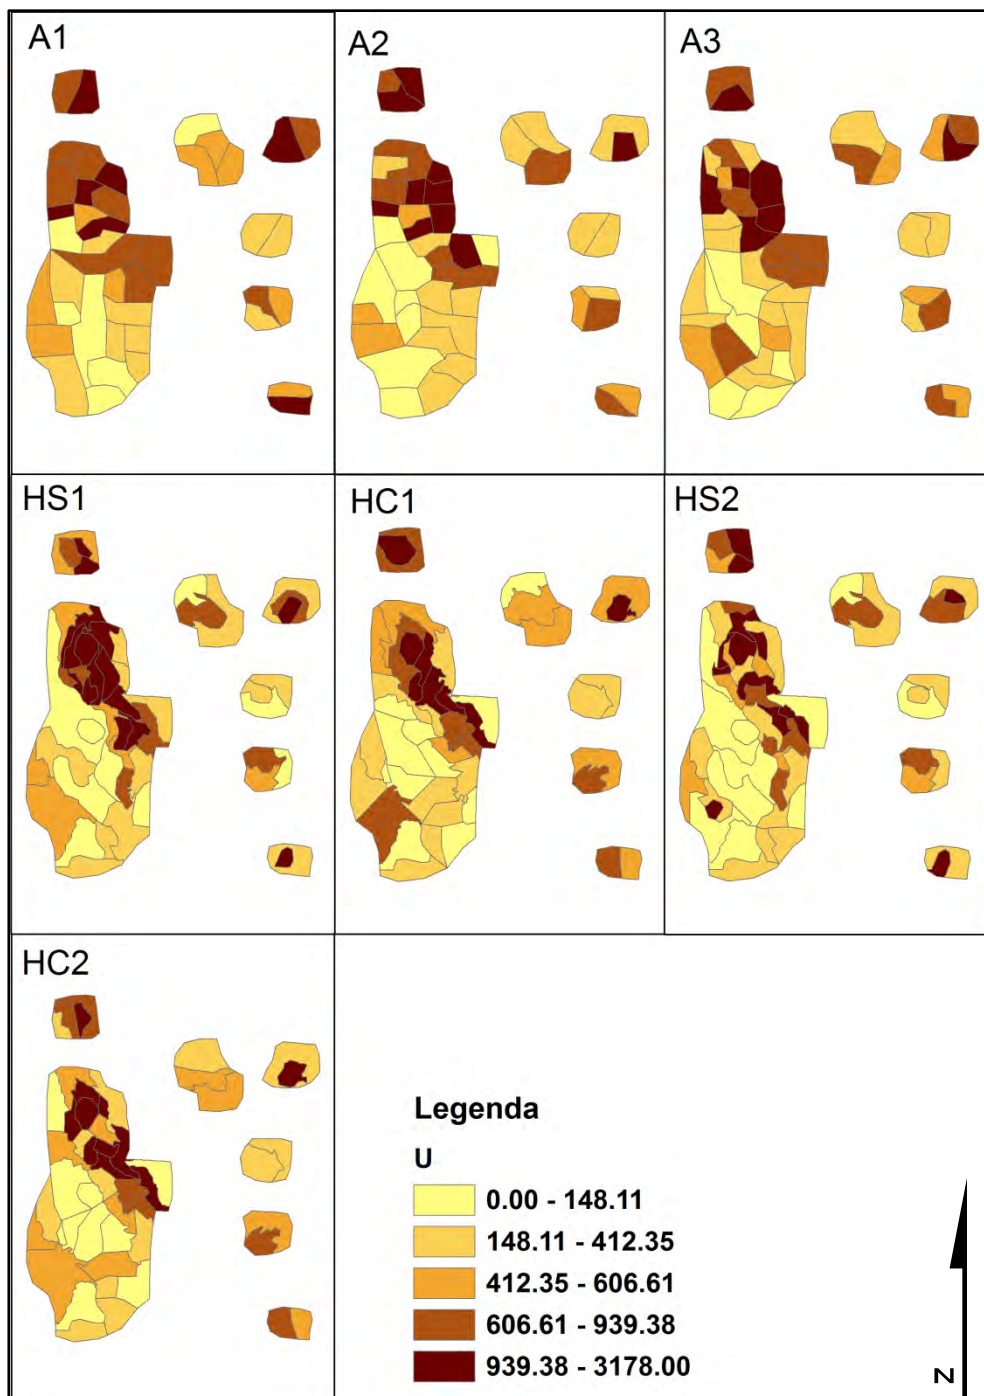 A1
A2
A3
HS1
HC1
HS2
HC2
Legenda
U
0.00 - 148.11
148.11 - 412.35
412.35 - 606.61
606.61 - 939.38
939.38 - 3178.00
N